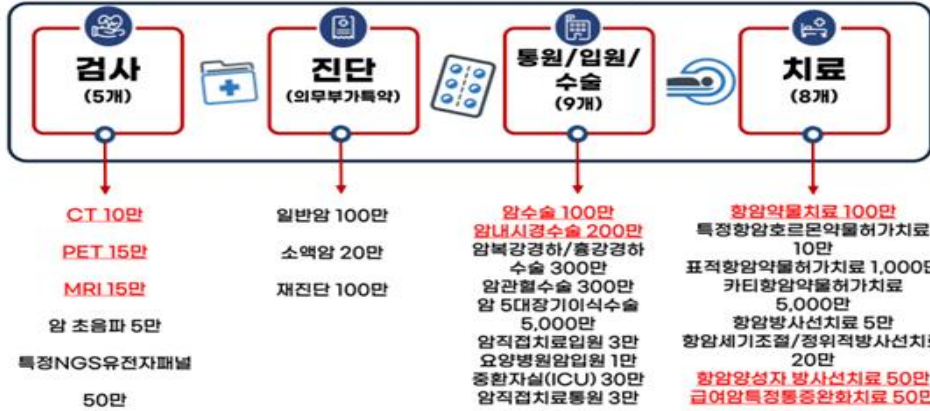 검사
(5개)
진단
(의무부가특약)
통원/입원/
수술
(9개)
치료
(8개)
CT 10만
PET 15만
MRI 15만
암 초음파 5만
특정NGS유전자패널
50만
일반암 100만
소액암 20만
재진단 100만
암수술 100만
암내시경수술 200만
암복강경하/흉강경하
수술 300만
암관혈수술 300만
암 5대장기이식수술
5,000만
암직접치료입원 3만
요양병원암입원 1만
중환자실(ICU) 30만
암직접치료통원 3만
항암약물치료 100만
특정항암호르몬약물허가치료
10만
표적항암약물허가치료 1,000만
카티항암약물허가치료
5,000만
항암방사선치료 5만
항암세기조절/정위적방사선치료
20만
항암양성자 방사선치료 50만
급여암특정통증완화치료 50만